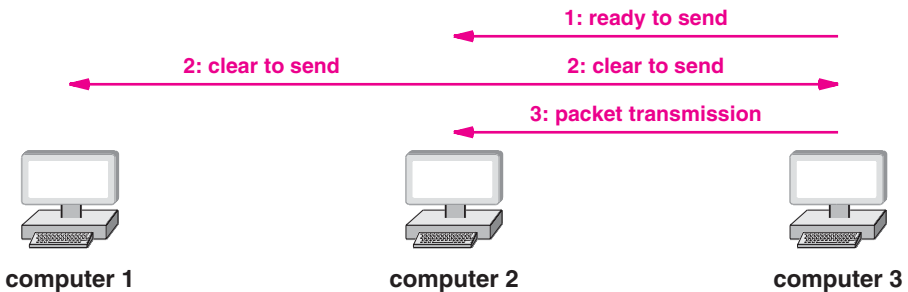 1: ready to send
2: clear to send
2: clear to send
3: packet transmission
computer 1
computer 2
computer 3